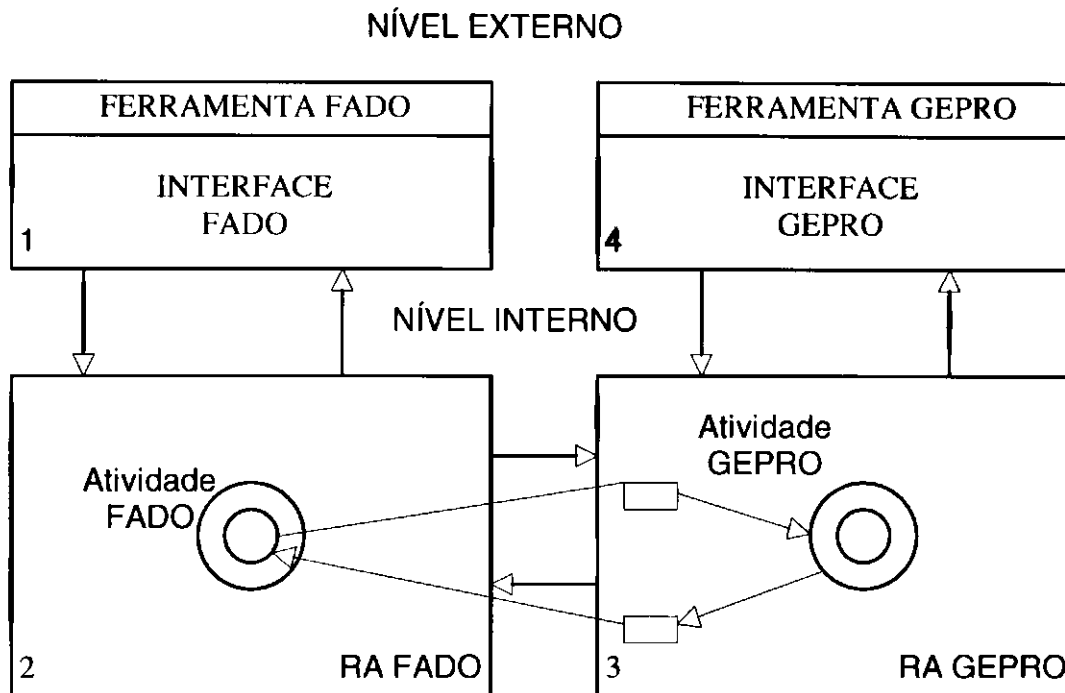 NÍVEL EXTERNO
FERRAMENTA FADO
INTERFACE
FADO
1
FERRAMENTA GEPRO
INTERFACE
GEPRO
4
NÍVEL INTERNO
Atividade
FADO
2
RA FADO
Atividade
GEPRO
3
RA GEPRO